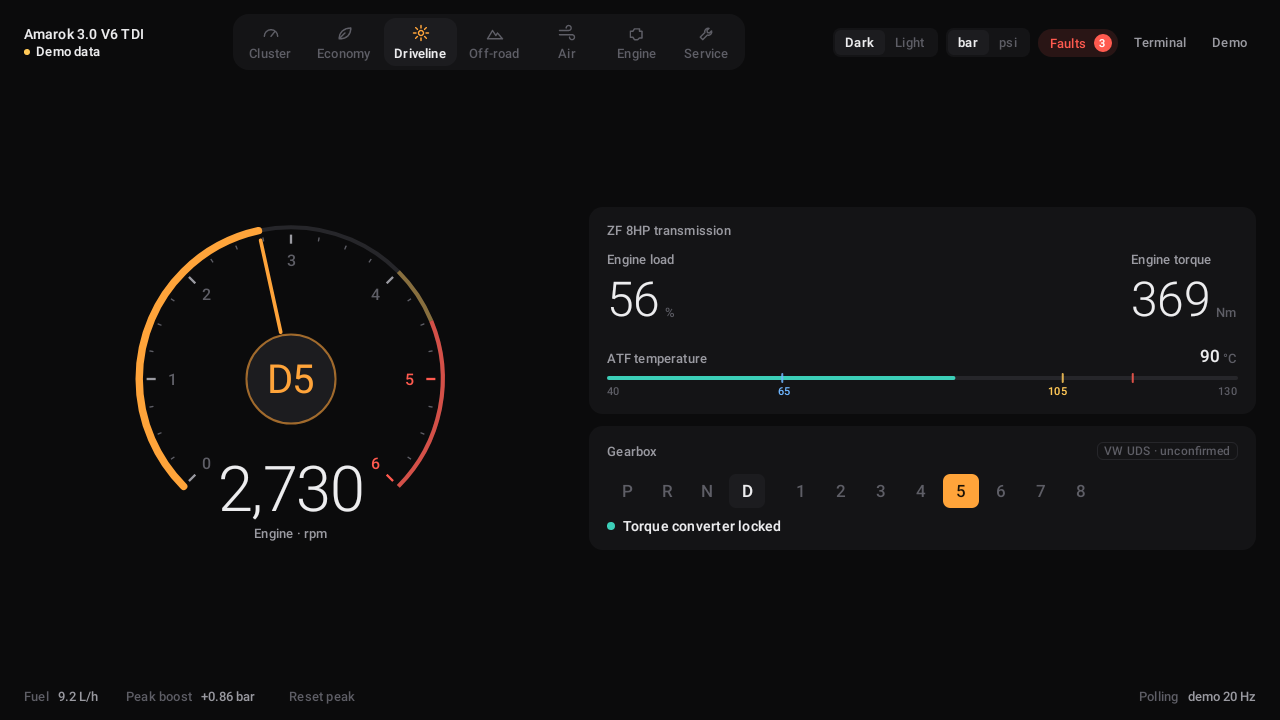 Amarok 3.0 V6 TDI
Demo data
Cluster
Economy
Driveline
Off-road
Air
Engine
Service
Dark
Light
bar
psi
Faults 3
Terminal
Demo
0
1
2
3
4
5
6
D5
2,730
Engine · rpm
ZF 8HP transmission
Engine load
56 %
Engine torque
369 Nm
ATF temperature
90 °C
40
65
105
130
Gearbox
VW UDS · unconfirmed
P R N D 1 2 3 4 5 6 7 8
Torque converter locked
Fuel 9.2 L/h
Peak boost +0.86 bar
Reset peak
Polling demo 20 Hz